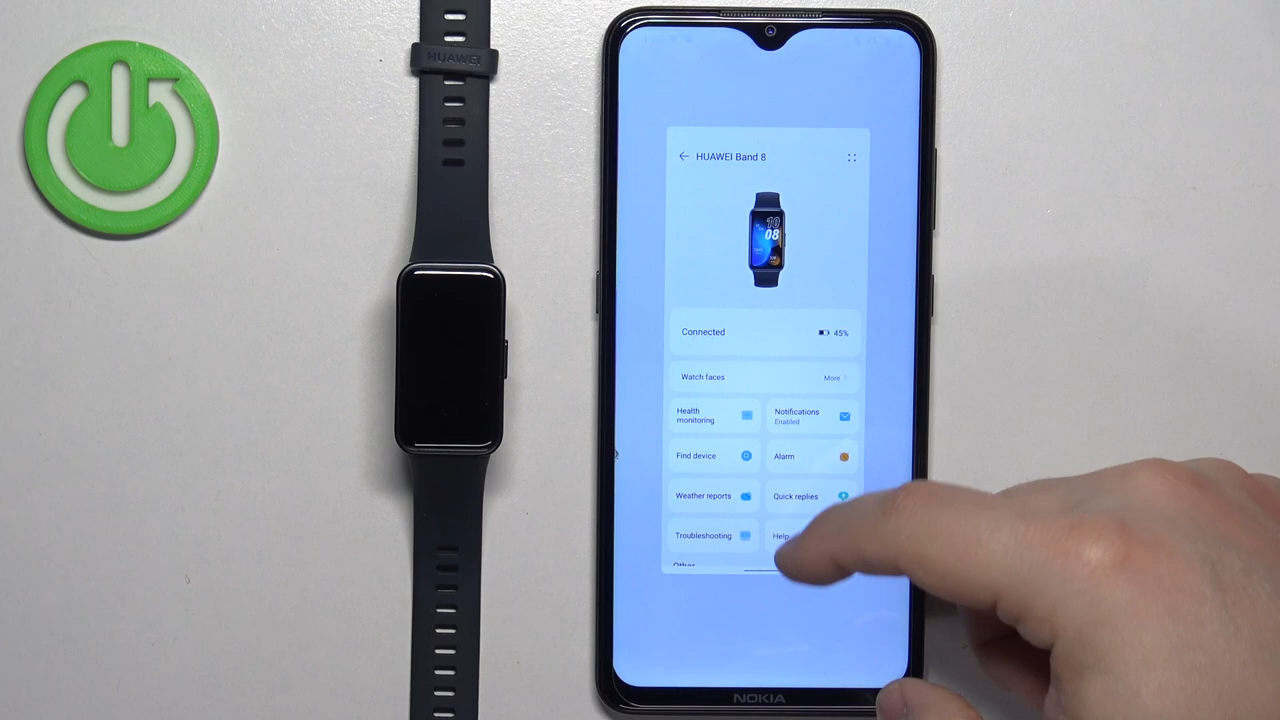 HUAWEI
HUAWEI Band 8
10
08
Connected
45%
Watch faces
More
Health
monitoring
Notifications
Enabled
Find device
Alarm
Weather reports
Quick replies
Troubleshooting
Help
Other
NOKIA